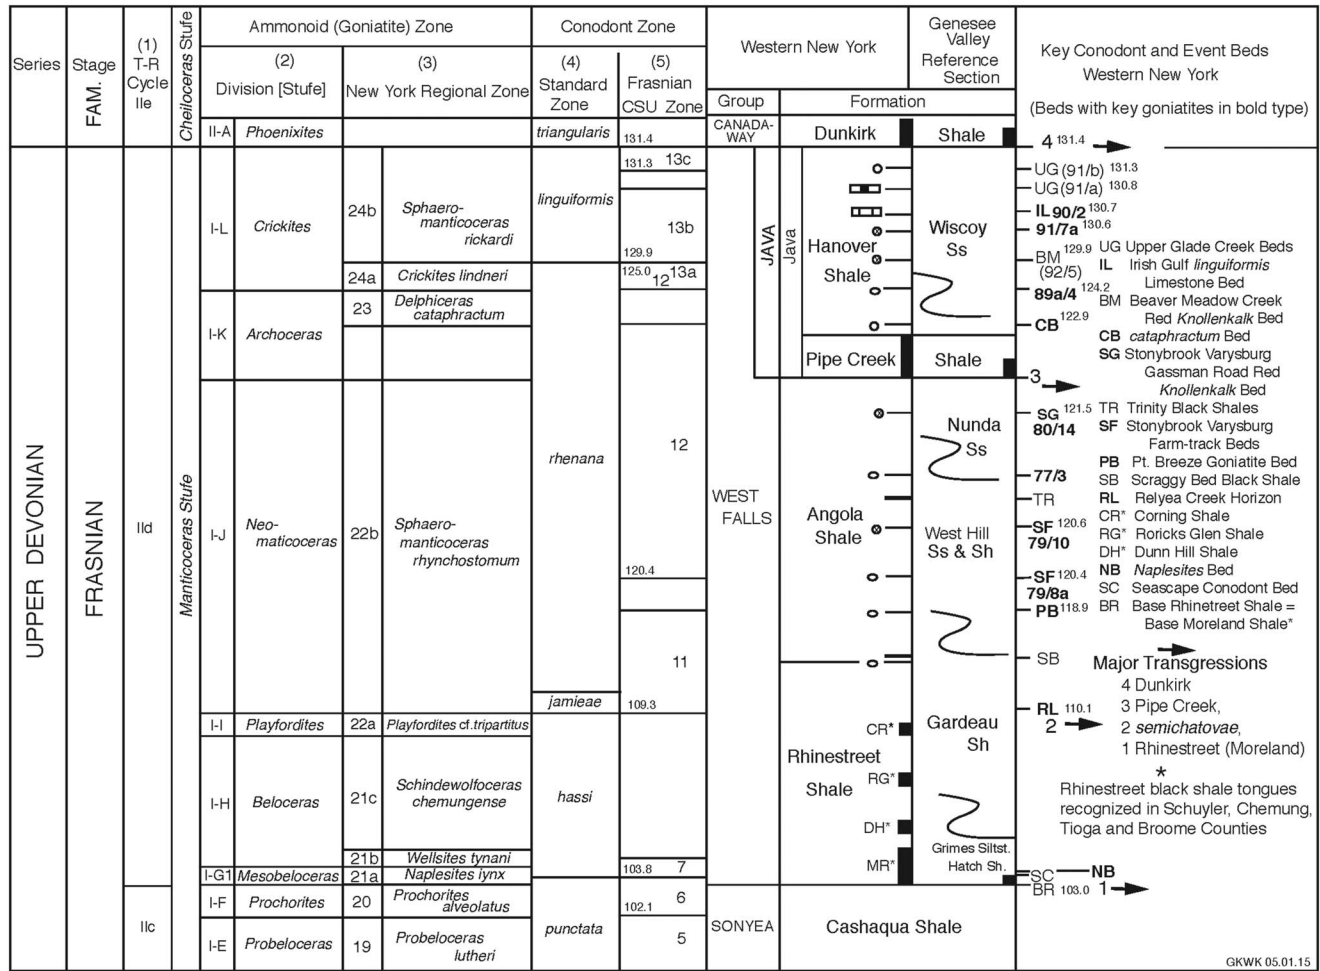 Series
Stage
FAM.
(1)
T-R
Cycle
IIe
Cheiloceras Stufe
Ammonoid (Goniatite) Zone
(2)
Division [Stufe]
(3)
New York Regional Zone
Conodont Zone
(4)
Standard
Zone
(5)
Frasnian
CSU Zone
Western New York
Group
Formation
Genesee
Valley
Reference
Section
Key Conodont and Event Beds
Western New York
(Beds with key goniatites in bold type)
II-A
Phoenixites
triangularis
131.4
CANADA-
WAY
Dunkirk
Shale
4 131.4
UPPER DEVONIAN
FRASNIAN
IId
IIc
Manticoceras Stufe
I-L
Crickites
24b
Sphaero-
manticoceras
rickardi
24a
Crickites lindneri
I-K
Archoceras
23
Delphiceras
cataphractum
I-J
Neo-
maticoceras
22b
Sphaero-
manticoceras
rhynchostomum
I-I
Playfordites
22a
Playfordites cf.tripartitus
I-H
Beloceras
21c
Schindewolfoceras
chemungense
21b
Wellsites tynani
I-G1
Mesobeloceras
21a
Naplesites iynx
I-F
Prochorites
20
Prochorites
alveolatus
I-E
Probeloceras
19
Probeloceras
lutheri
linguiformis
rhenana
jamieae
hassi
punctata
131.3 13c
13b
129.9
125.0 12 13a
12
120.4
11
109.3
103.8 7
6
102.1
5
WEST
FALLS
SONYEA
JAVA
Java
Hanover
Shale
Pipe Creek
Shale
Angola
Shale
Rhinestreet
Shale
CR*
RG*
DH*
MR*
Cashaqua Shale
Wiscoy
Ss
Nunda
Ss
West Hill
Ss & Sh
Gardeau
Sh
Grimes Siltst.
Hatch Sh.
UG (91/b) 131.3
UG (91/a) 130.8
IL 90/2 130.7
91/7a 130.6
BM 129.9
(92/5)
89a/4 124.2
CB 122.9
3
SG 121.5
80/14
77/3
TR
SF 120.6
79/10
SF 120.4
79/8a
PB 118.9
SB
RL 110.1
2
NB
SC
BR 103.0 1
UG Upper Glade Creek Beds
IL Irish Gulf linguiformis
Limestone Bed
BM Beaver Meadow Creek
Red Knollenkalk Bed
CB cataphractum Bed
SG Stonybrook Varysburg
Gassman Road Red
Knollenkalk Bed
TR Trinity Black Shales
SF Stonybrook Varysburg
Farm-track Beds
PB Pt. Breeze Goniatite Bed
SB Scraggy Bed Black Shale
RL Relyea Creek Horizon
CR* Corning Shale
RG* Roricks Glen Shale
DH* Dunn Hill Shale
NB Naplesites Bed
SC Seascape Conodont Bed
BR Base Rhinetreet Shale =
Base Moreland Shale*
Major Transgressions
4 Dunkirk
3 Pipe Creek,
2 semichatovae,
1 Rhinestreet (Moreland)
*
Rhinestreet black shale tongues
recognized in Schuyler, Chemung,
Tioga and Broome Counties
GKWK 05.01.15